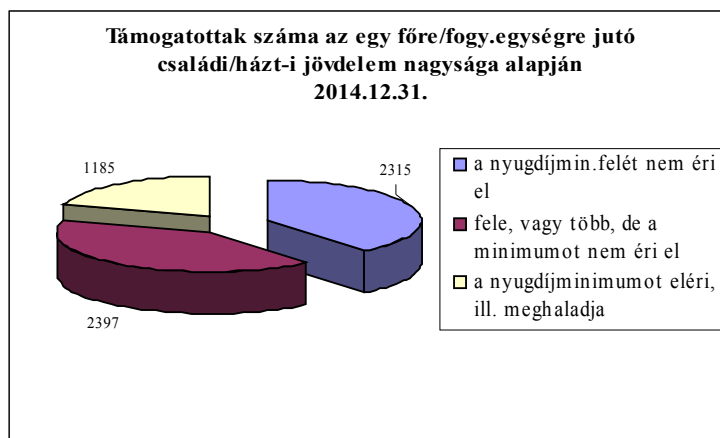 Támogatottak száma az egy főre/fogy.egységre jutó
családi/házt-i jövdelem nagysága alapján
2014.12.31.
1185
2315
2397
a nyugdíjmin.felét nem éri
el
fele, vagy több, de a
minimumot nem éri el
a nyugdíjminimumot eléri,
ill. meghaladja